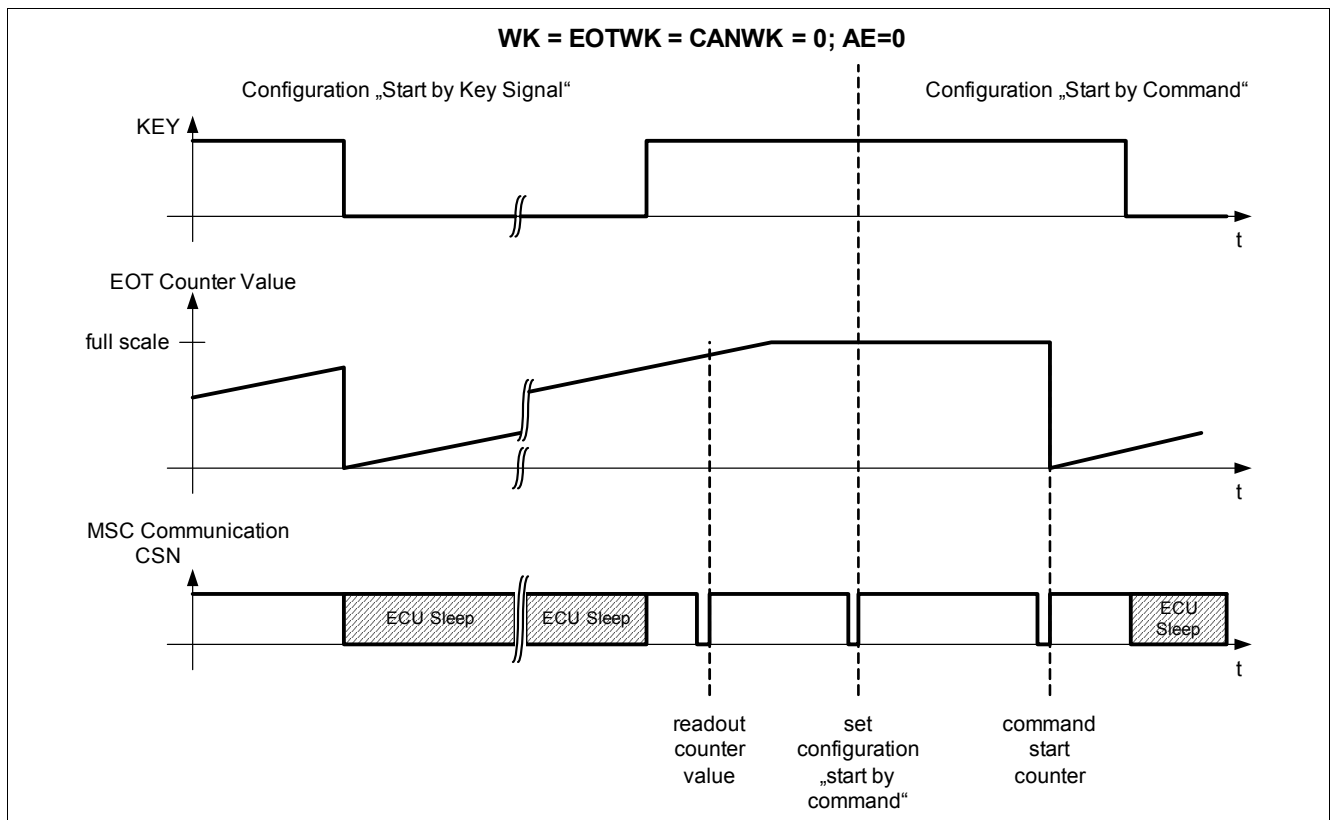 WK = EOTWK = CANWK = 0; AE=0
Configuration „Start by Key Signal“
Configuration „Start by Command“
KEY
t
EOT Counter Value
full scale
t
MSC Communication
CSN
ECU Sleep
ECU Sleep
ECU
Sleep
t
readout
counter
value
set
configuration
„start by
command“
command
start
counter